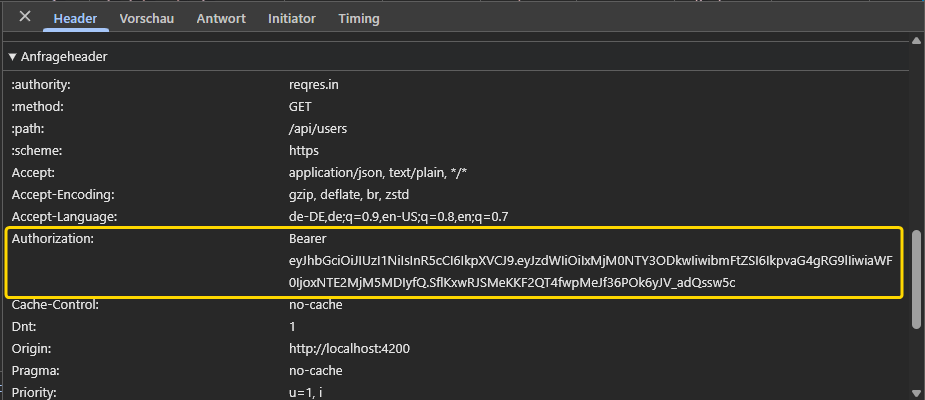 Header Vorschau Antwort Initiator Timing
Anfrageheader
:authority: reqres.in
:method: GET
:path: /api/users
:scheme: https
Accept: application/json, text/plain, */*
Accept-Encoding: gzip, deflate, br, zstd
Accept-Language: de-DE,de;q=0.9,en-US;q=0.8,en;q=0.7
Authorization: Bearer
eyJhbGciOiJIUzI1NiIsInR5cCI6IkpXVCJ9.eyJzdWIiOiIxMjM0NTY3ODkwIiwibmFtZSI6IkpvaG4gRG9lIiwiaWF
0IjoxNTE2MjM5MDIyfQ.SflKxwRJSMeKKF2QT4fwpMeJf36POk6yJV_adQssw5c
Cache-Control: no-cache
Dnt: 1
Origin: http://localhost:4200
Pragma: no-cache
Priority: u=1, i